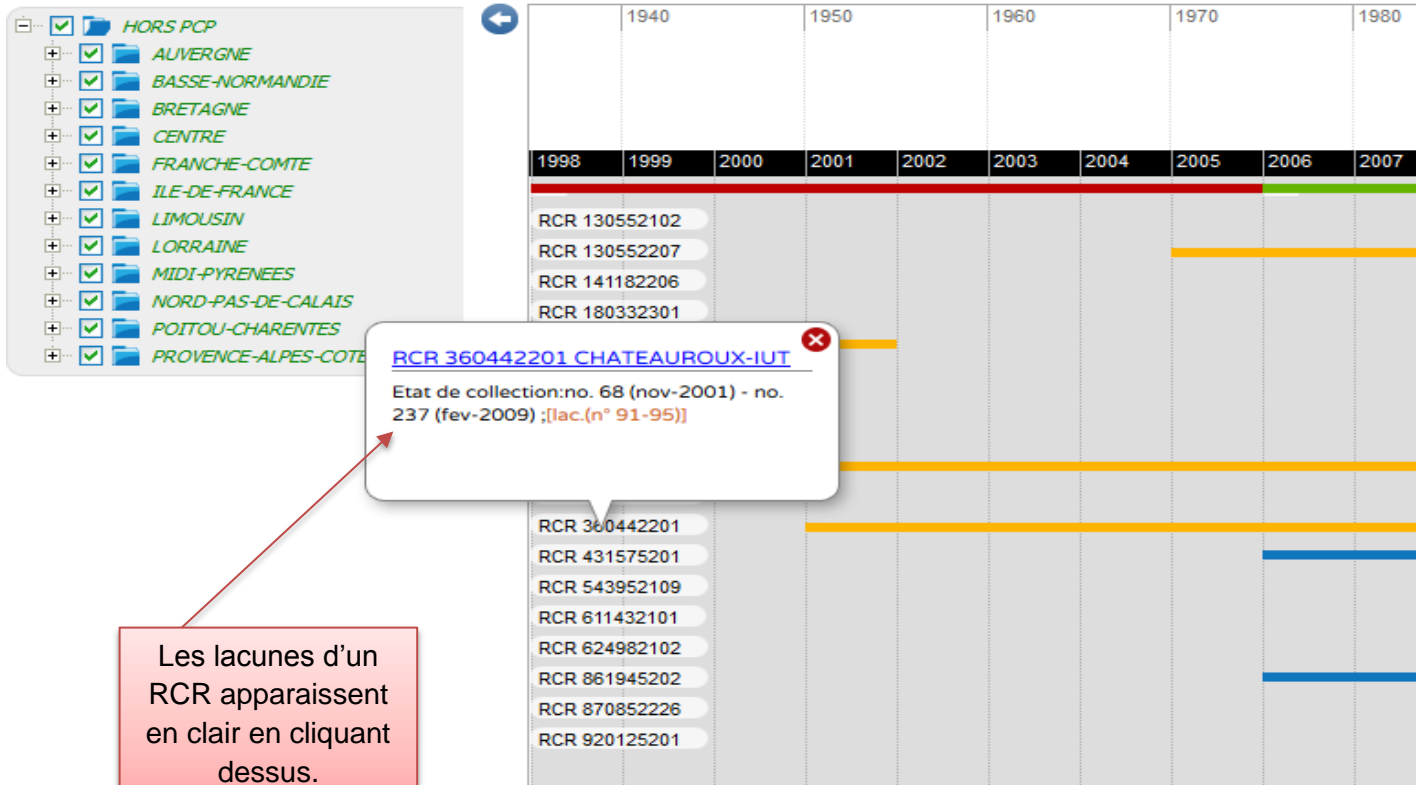 HORS PCP
AUVERGNE
BASSE-NORMANDIE
BRETAGNE
CENTRE
FRANCHE-COMTE
ILE-DE-FRANCE
LIMOUSIN
LORRAINE
MIDI-PYRENEES
NORD-PAS-DE-CALAIS
POITOU-CHARENTES
PROVENCE-ALPES-COTE
1940 1950 1960 1970 1980
1998 1999 2000 2001 2002 2003 2004 2005 2006 2007
RCR 130552102
RCR 130552207
RCR 141182206
RCR 180332301
RCR 360442201 CHATEAUROUX-IUT
Etat de collection:no. 68 (nov-2001) - no.
237 (fev-2009) ;[lac.(n° 91-95)]
RCR 360442201
RCR 431575201
RCR 543952109
RCR 611432101
RCR 624982102
RCR 861945202
RCR 870852226
RCR 920125201
Les lacunes d’un
RCR apparaissent
en clair en cliquant
dessus.